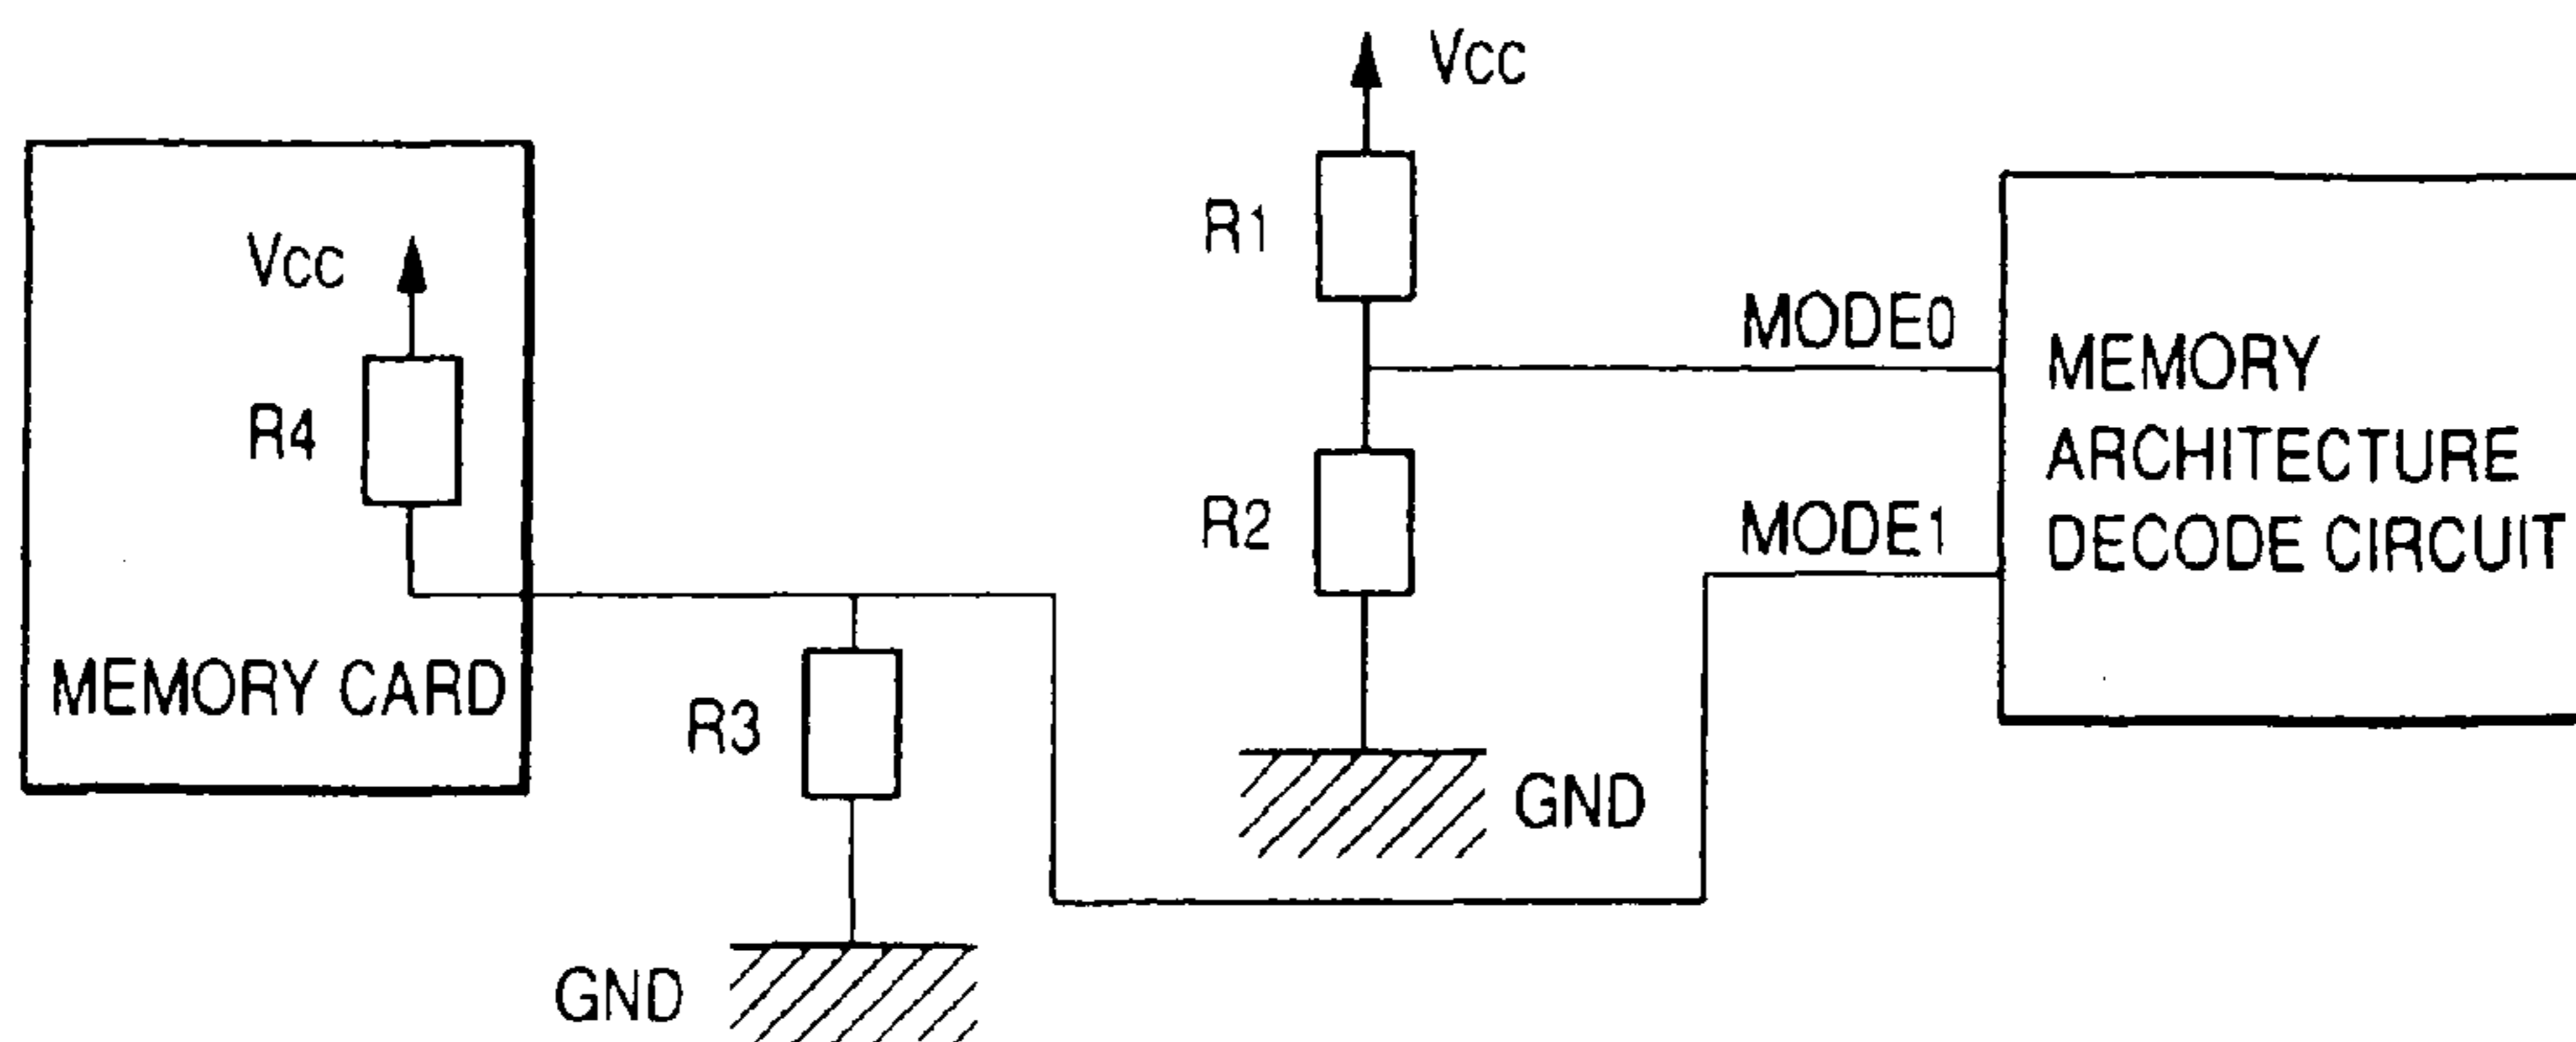 Vcc
Vcc
R1
R4
R2
R3
MODE0
MODE1
MEMORY
ARCHITECTURE
DECODE CIRCUIT
MEMORY CARD
GND
GND